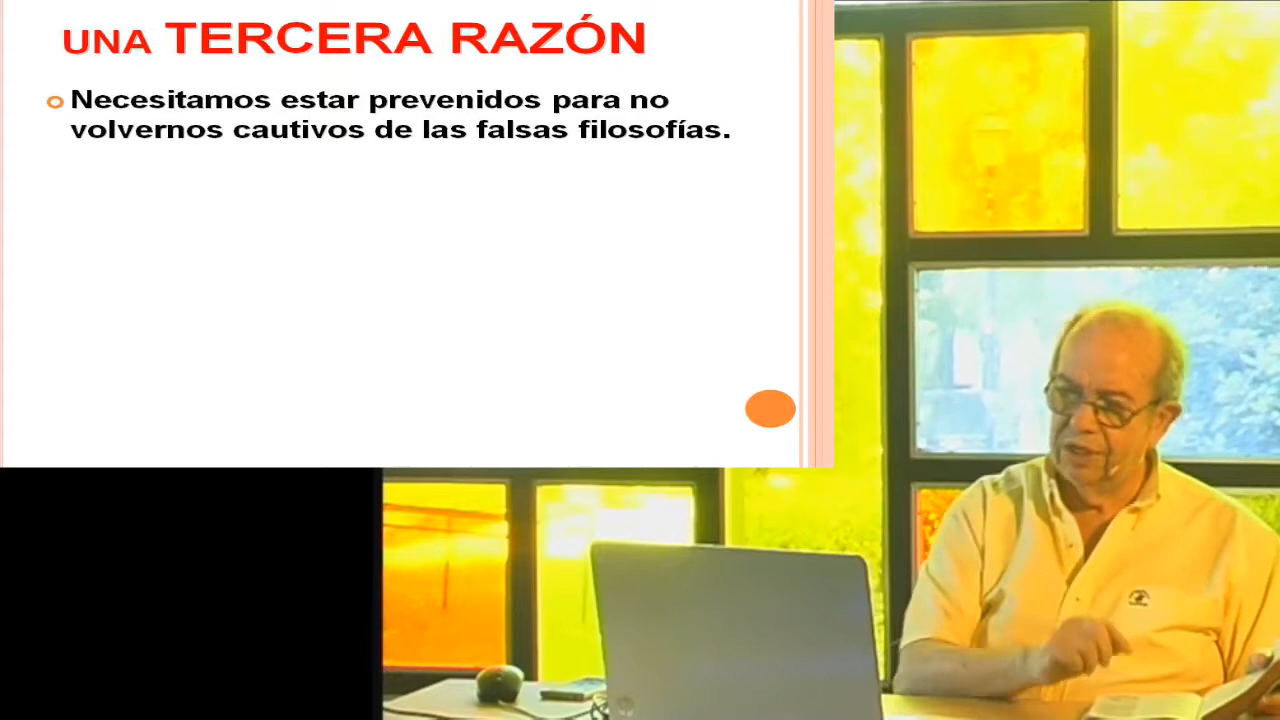 UNA TERCERA RAZÓN
Necesitamos estar prevenidos para no
volvernos cautivos de las falsas filosofías.